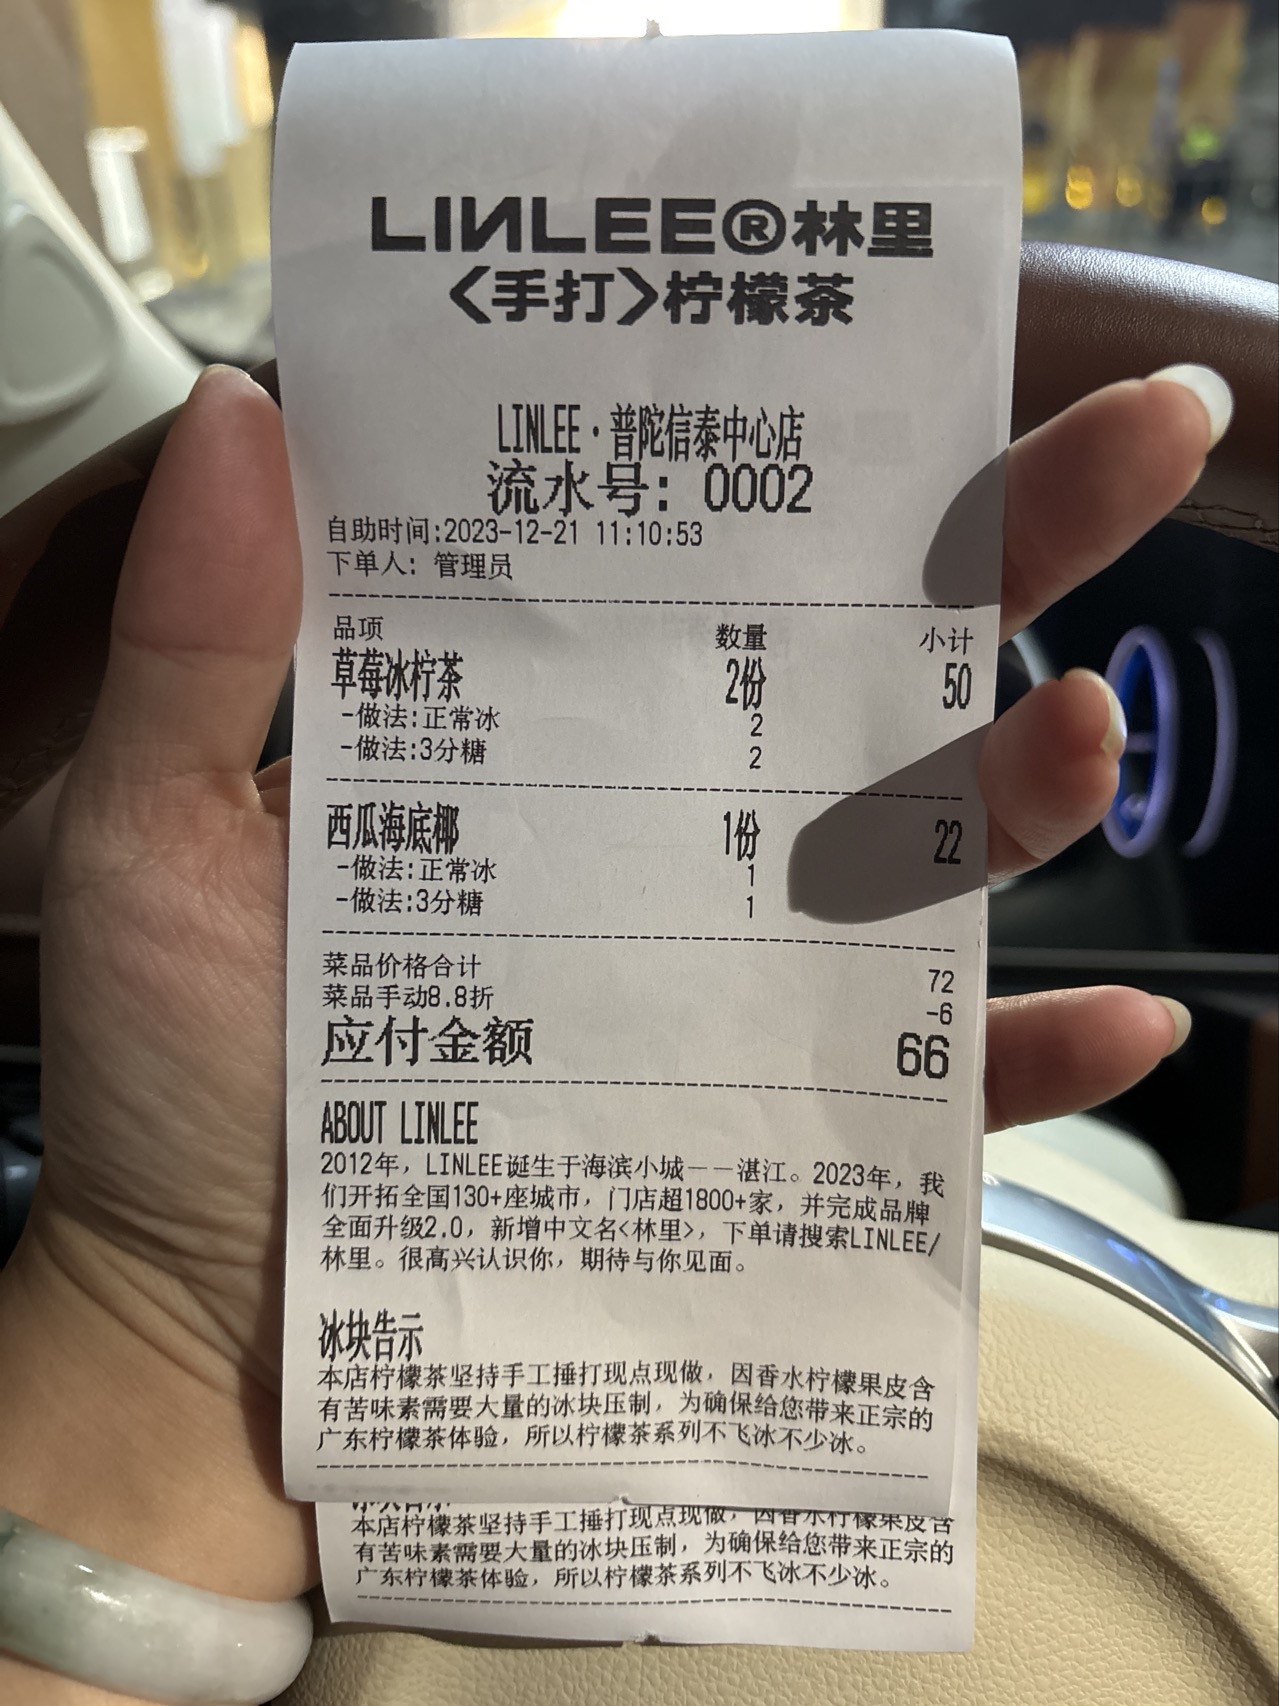 LINLEE®林里
<手打>柠檬茶
LINLEE·普陀信泰中心店
流水号: 0002
自助时间:2023-12-21 11:10:53
下单人: 管理员
品项 数量 小计
草莓冰柠茶 2份 50
-做法:正常冰 2
-做法:3分糖 2
西瓜海底椰 1份 22
-做法:正常冰 1
-做法:3分糖 1
菜品价格合计 72
菜品手动8.8折 -6
应付金额 66
ABOUT LINLEE
2012年，LINLEE诞生于海滨小城——湛江。2023年，我
们开拓全国130+座城市，门店超1800+家，并完成品牌
全面升级2.0，新增中文名<林里>，下单请搜索LINLEE/
林里。很高兴认识你，期待与你见面。
冰块告示
本店柠檬茶坚持手工捶打现点现做，因香水柠檬果皮含
有苦味素需要大量的冰块压制，为确保给您带来正宗的
广东柠檬茶体验，所以柠檬茶系列不飞冰不少冰。
冰块告示
本店柠檬茶坚持手工捶打现点现做，因香水柠檬果皮含
有苦味素需要大量的冰块压制，为确保给您带来正宗的
广东柠檬茶体验，所以柠檬茶系列不飞冰不少冰。